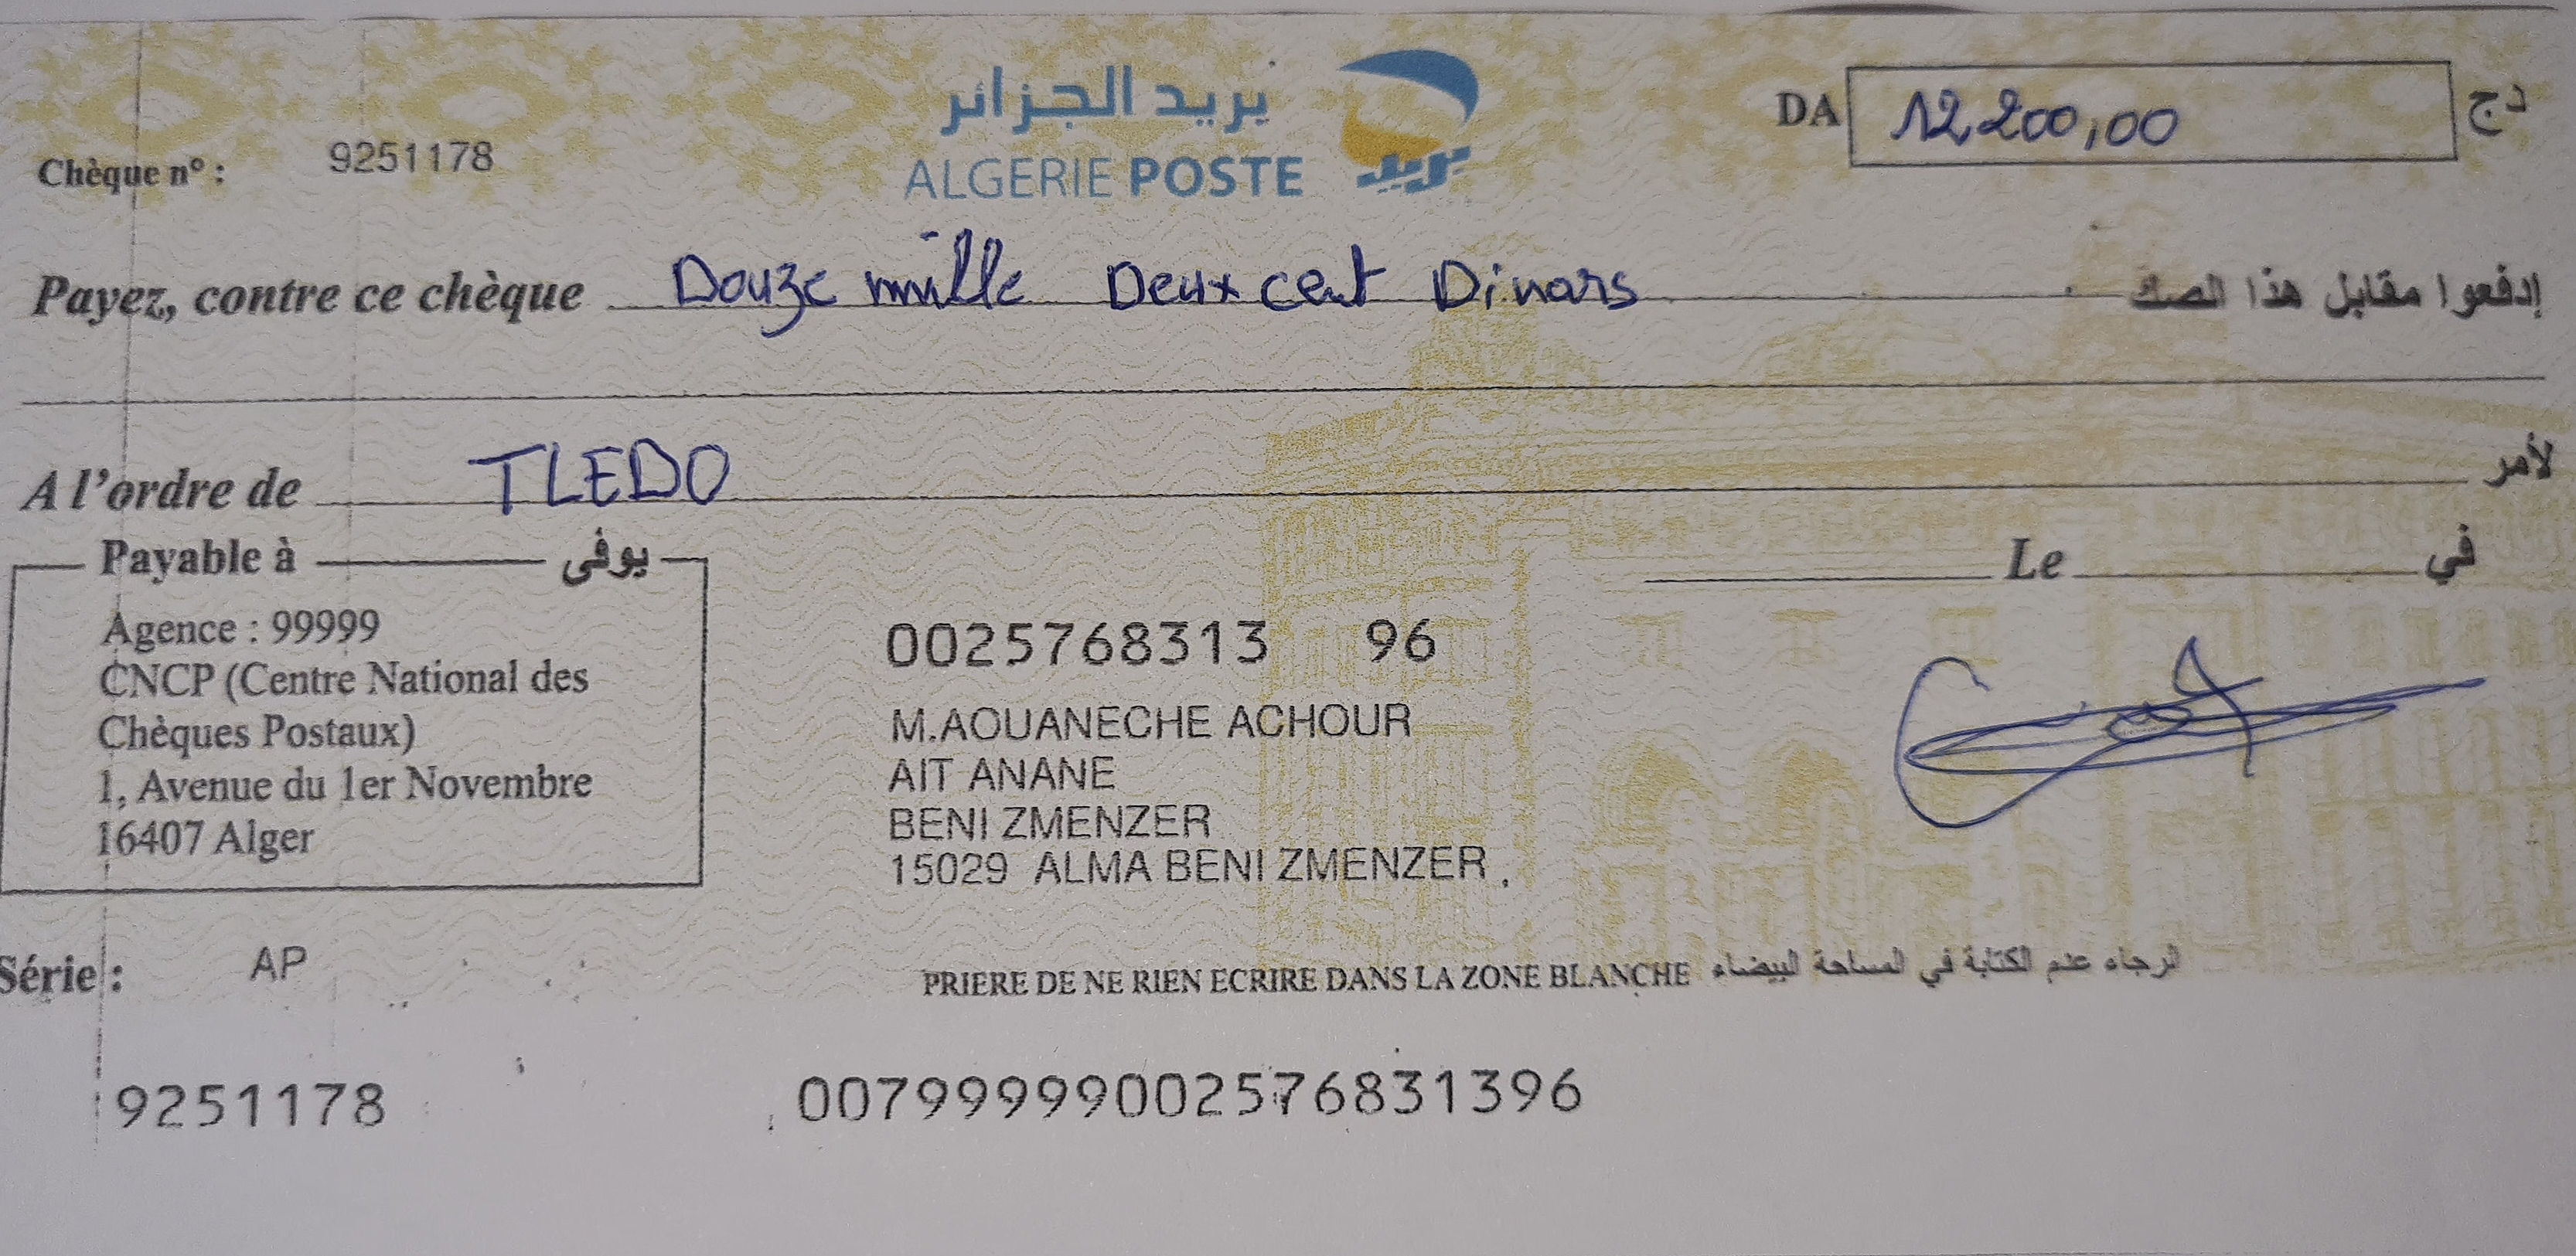 بريد الجزائر
ALGERIE POSTE
بريد
DA 12 200,00 دج
Chèque n° : 9251178
Payez, contre ce chèque Douze mille Deux cent Dinars إدفعوا مقابل هذا الصك
A l'ordre de TLEDO لأمر
Payable à يوفى
Le في
Agence : 99999
CNCP (Centre National des
Chèques Postaux)
1, Avenue du 1er Novembre
16407 Alger
0025768313 96
M.AOUANECHE ACHOUR
AIT ANANE
BENI ZMENZER
15029 ALMA BENI ZMENZER
Série : AP
PRIERE DE NE RIEN ECRIRE DANS LA ZONE BLANCHE الرجاء عدم الكتابة في المساحة البيضاء
9251178 00799999002576831396